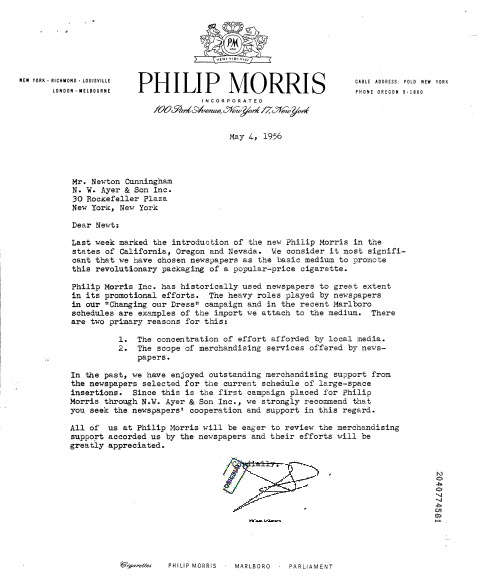 PM
NEW YORK · RICHMOND · LOUISVILLE
LONDON · MELBOURNE
PHILIP MORRIS
INCORPORATED
100 Park Avenue, New York 17, New York
CABLE ADDRESS: POLD NEW YORK
PHONE OREGON 9-1800
May 4, 1956
Mr. Newton Cunningham
N. W. Ayer & Son Inc.
30 Rockefeller Plaza
New York, New York
Dear Newt:
Last week marked the introduction of the new Philip Morris in the
states of California, Oregon and Nevada. We consider it most signifi-
cant that we have chosen newspapers as the basic medium to promote
this revolutionary packaging of a popular-price cigarette.
Philip Morris Inc. has historically used newspapers to great extent
in its promotional efforts. The heavy roles played by newspapers
in our "Changing our Dress" campaign and in the recent Marlboro
schedules are examples of the import we attach to the medium. There
are two primary reasons for this:
1. The concentration of effort afforded by local media.
2. The scope of merchandising services offered by news-
papers.
In the past, we have enjoyed outstanding merchandising support from
the newspapers selected for the current schedule of large-space
insertions. Since this is the first campaign placed for Philip
Morris through N.W. Ayer & Son Inc., we strongly recommend that
you seek the newspapers' cooperation and support in this regard.
All of us at Philip Morris will be eager to review the merchandising
support accorded us by the newspapers and their efforts will be
greatly appreciated.
2040774581
Cigarettes PHILIP MORRIS · MARLBORO · PARLIAMENT